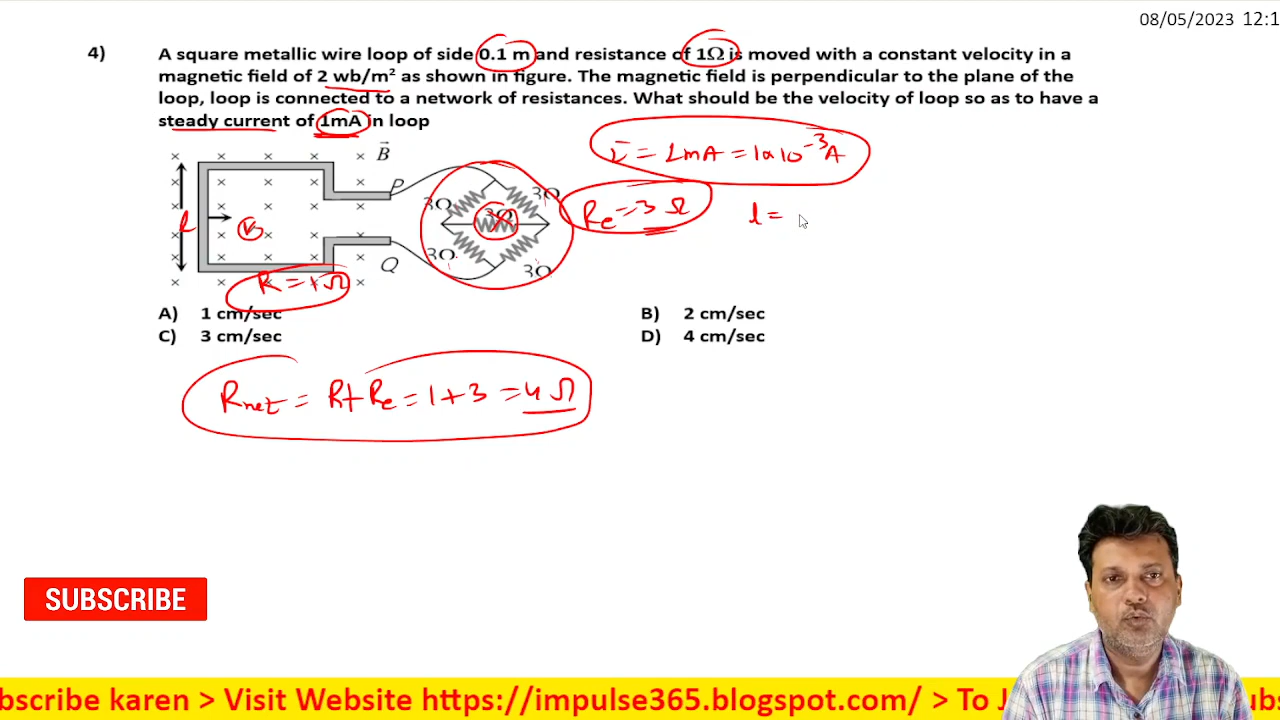 08/05/2023 12:1
4) A square metallic wire loop of side 0.1 m and resistance of 1Ω is moved with a constant velocity in a
magnetic field of 2 wb/m² as shown in figure. The magnetic field is perpendicular to the plane of the
loop, loop is connected to a network of resistances. What should be the velocity of loop so as to have a
steady current of 1mA in loop
B⃗
i = 1mA = 1×10⁻³A
P
3Ω 3Ω
l
Re = 3 Ω
l =
3Ω
Q
3Ω
R = 1Ω
A) 1 cm/sec B) 2 cm/sec
C) 3 cm/sec D) 4 cm/sec
Rnet = R+Re = 1+3 = 4Ω
SUBSCRIBE
bscribe karen > Visit Website https://impulse365.blogspot.com/ > To J ubs